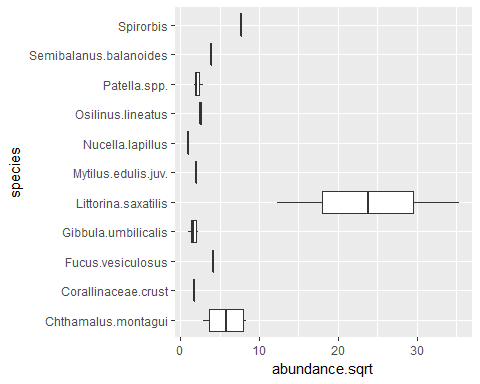 Spirorbis
Semibalanus.balanoides
Patella.spp.
Osilinus.lineatus
Nucella.lapillus
Mytilus.edulis.juv.
Littorina.saxatilis
Gibbula.umbilicalis
Fucus.vesiculosus
Corallinaceae.crust
Chthamalus.montagui
species
0 10 20 30
abundance.sqrt